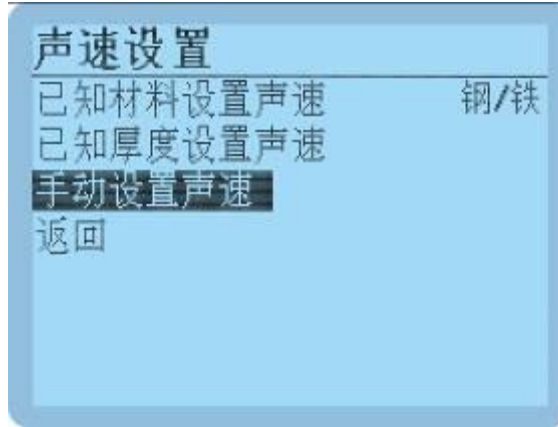 声速设置
已知材料设置声速 钢/铁
已知厚度设置声速
手动设置声速
返回